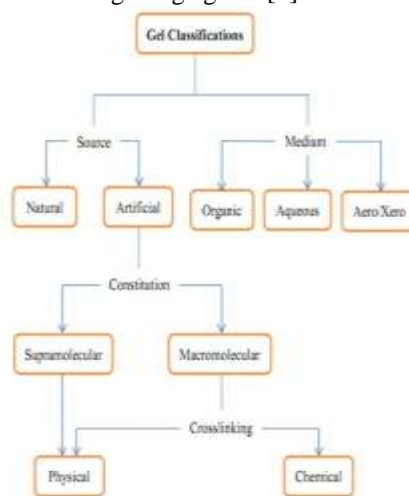 Gel Classifications
Source
Medium
Natural
Artificial
Organic
Aqueous
Aero/Xero
Constitution
Supramolecular
Macromolecular
Crosslinking
Physical
Chemical